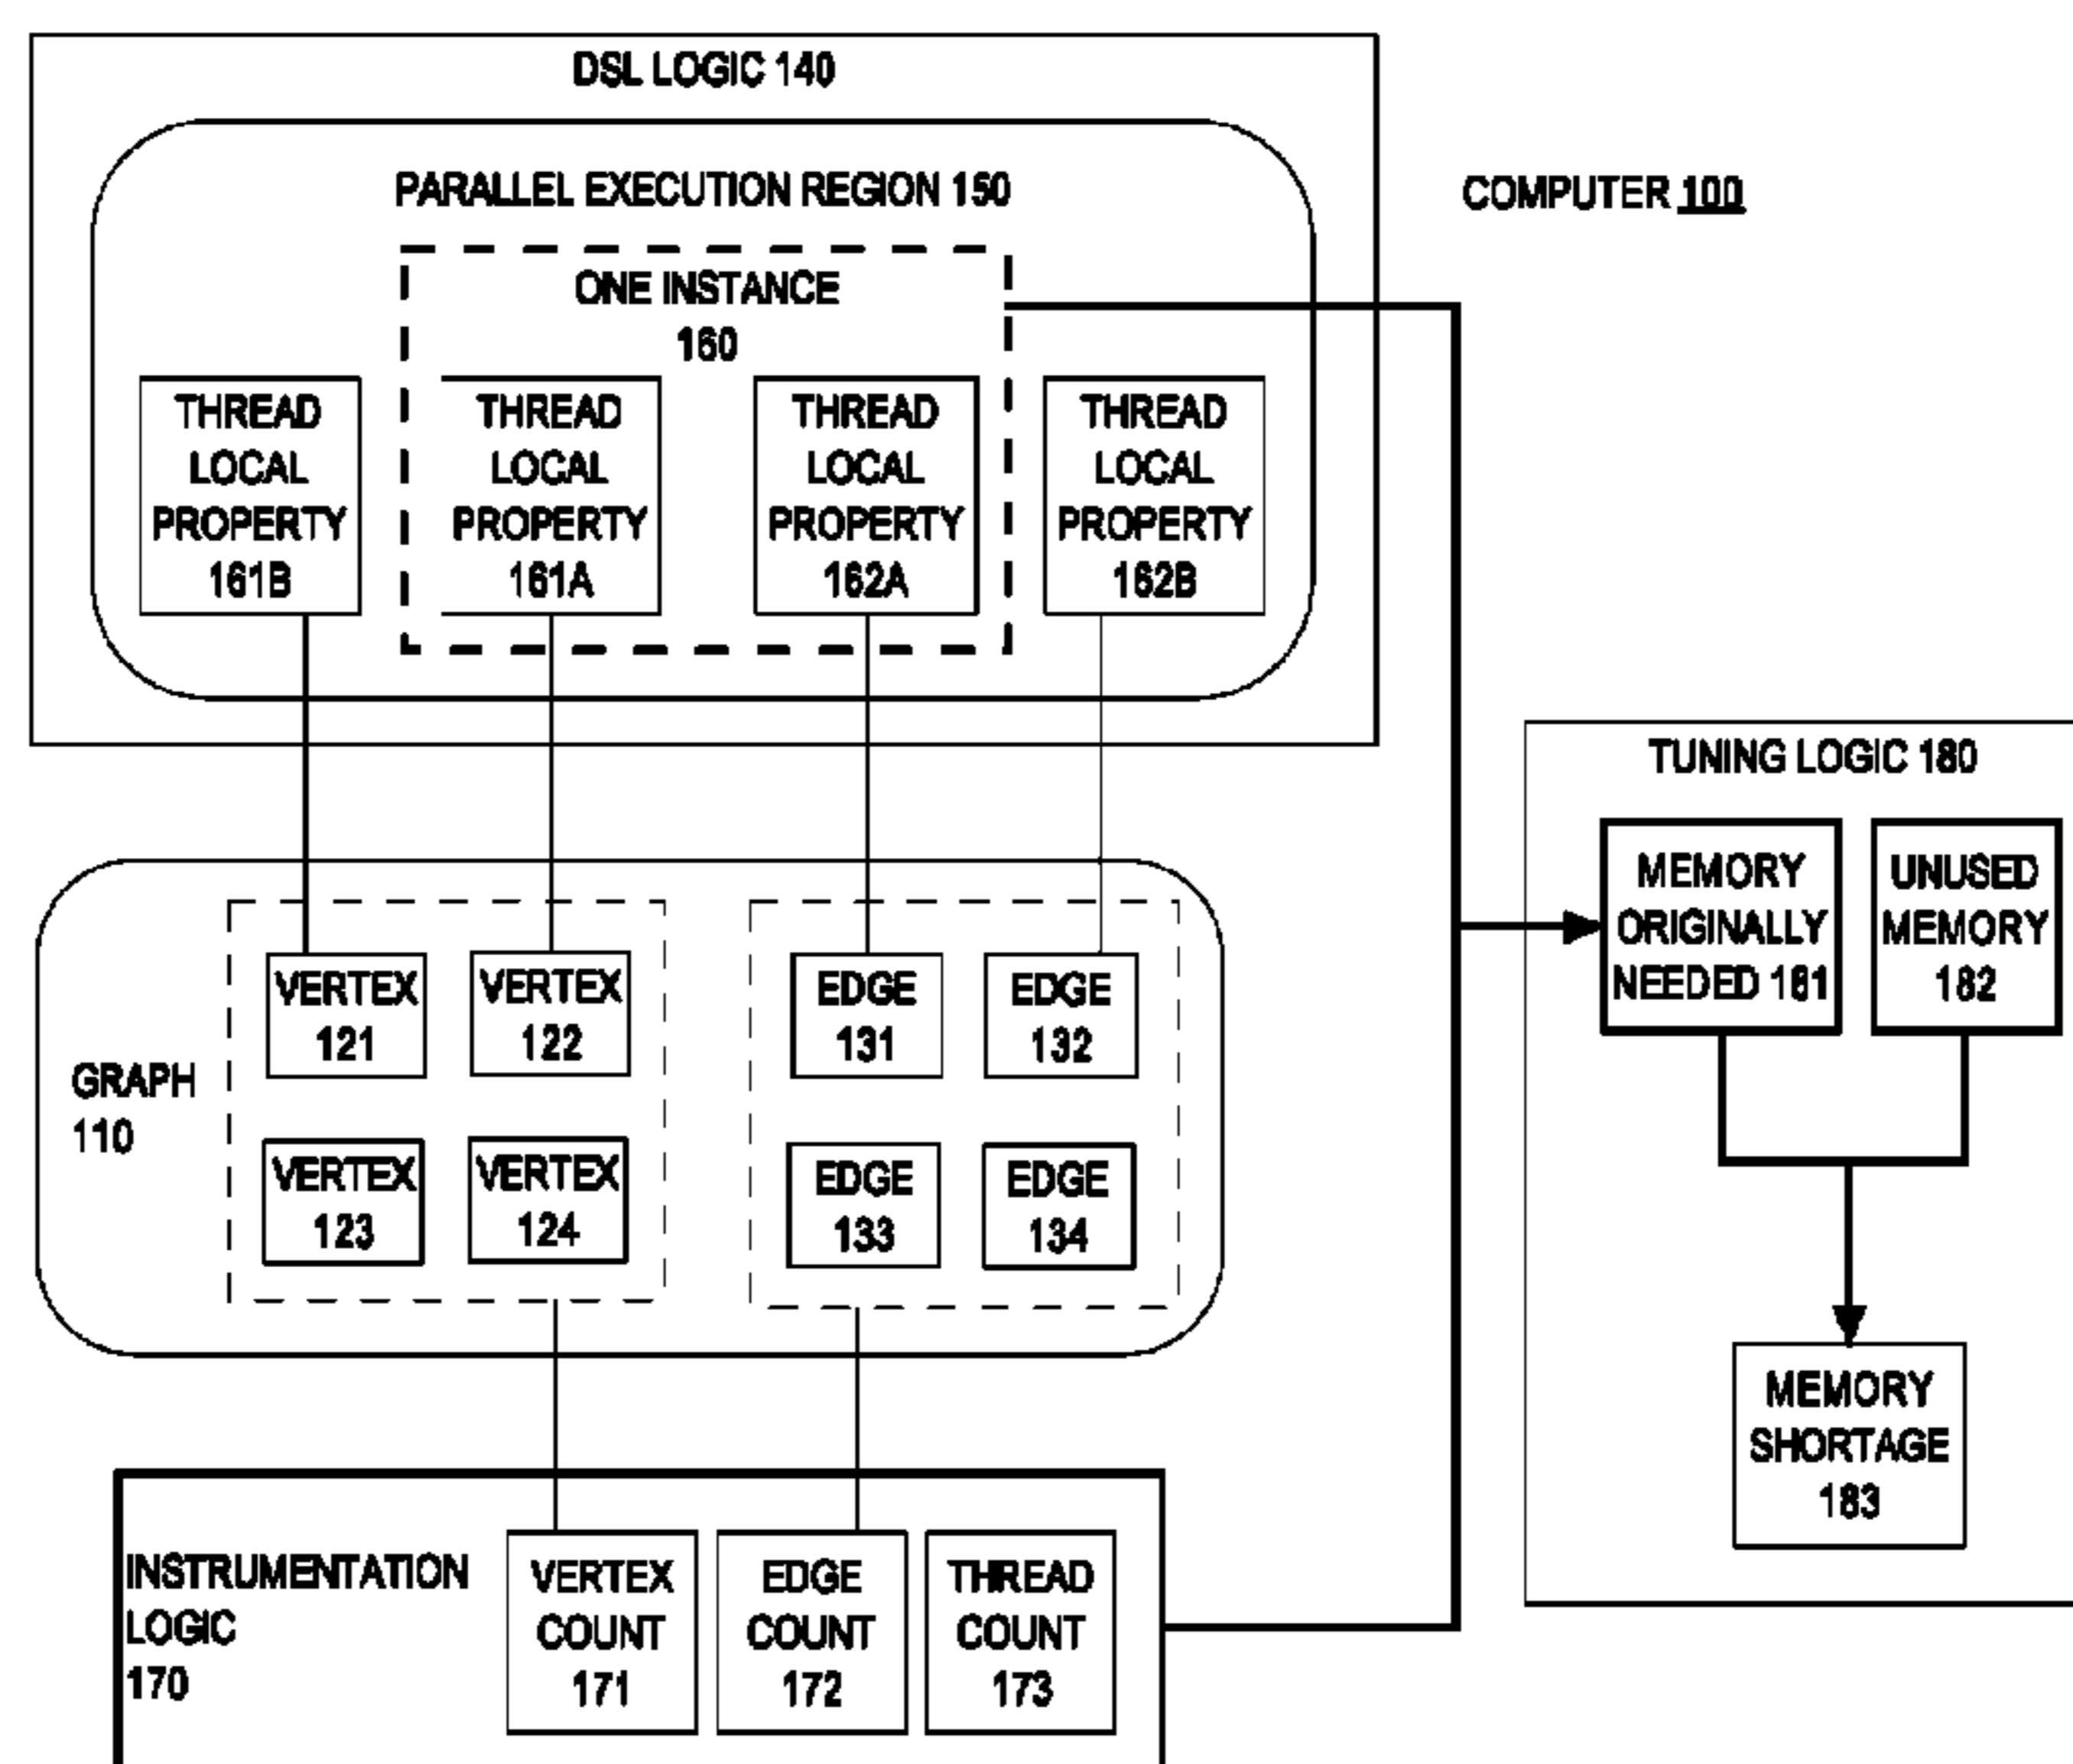 DSL LOGIC 140
PARALLEL EXECUTION REGION 150
COMPUTER 100
ONE INSTANCE
160
THREAD
LOCAL
PROPERTY
161B
THREAD
LOCAL
PROPERTY
161A
THREAD
LOCAL
PROPERTY
162A
THREAD
LOCAL
PROPERTY
162B
TUNING LOGIC 180
MEMORY
ORIGINALLY
NEEDED 181
UNUSED
MEMORY
182
GRAPH
110
VERTEX
121
VERTEX
122
EDGE
131
EDGE
132
VERTEX
123
VERTEX
124
EDGE
133
EDGE
134
MEMORY
SHORTAGE
183
INSTRUMENTATION
LOGIC
170
VERTEX
COUNT
171
EDGE
COUNT
172
THREAD
COUNT
173